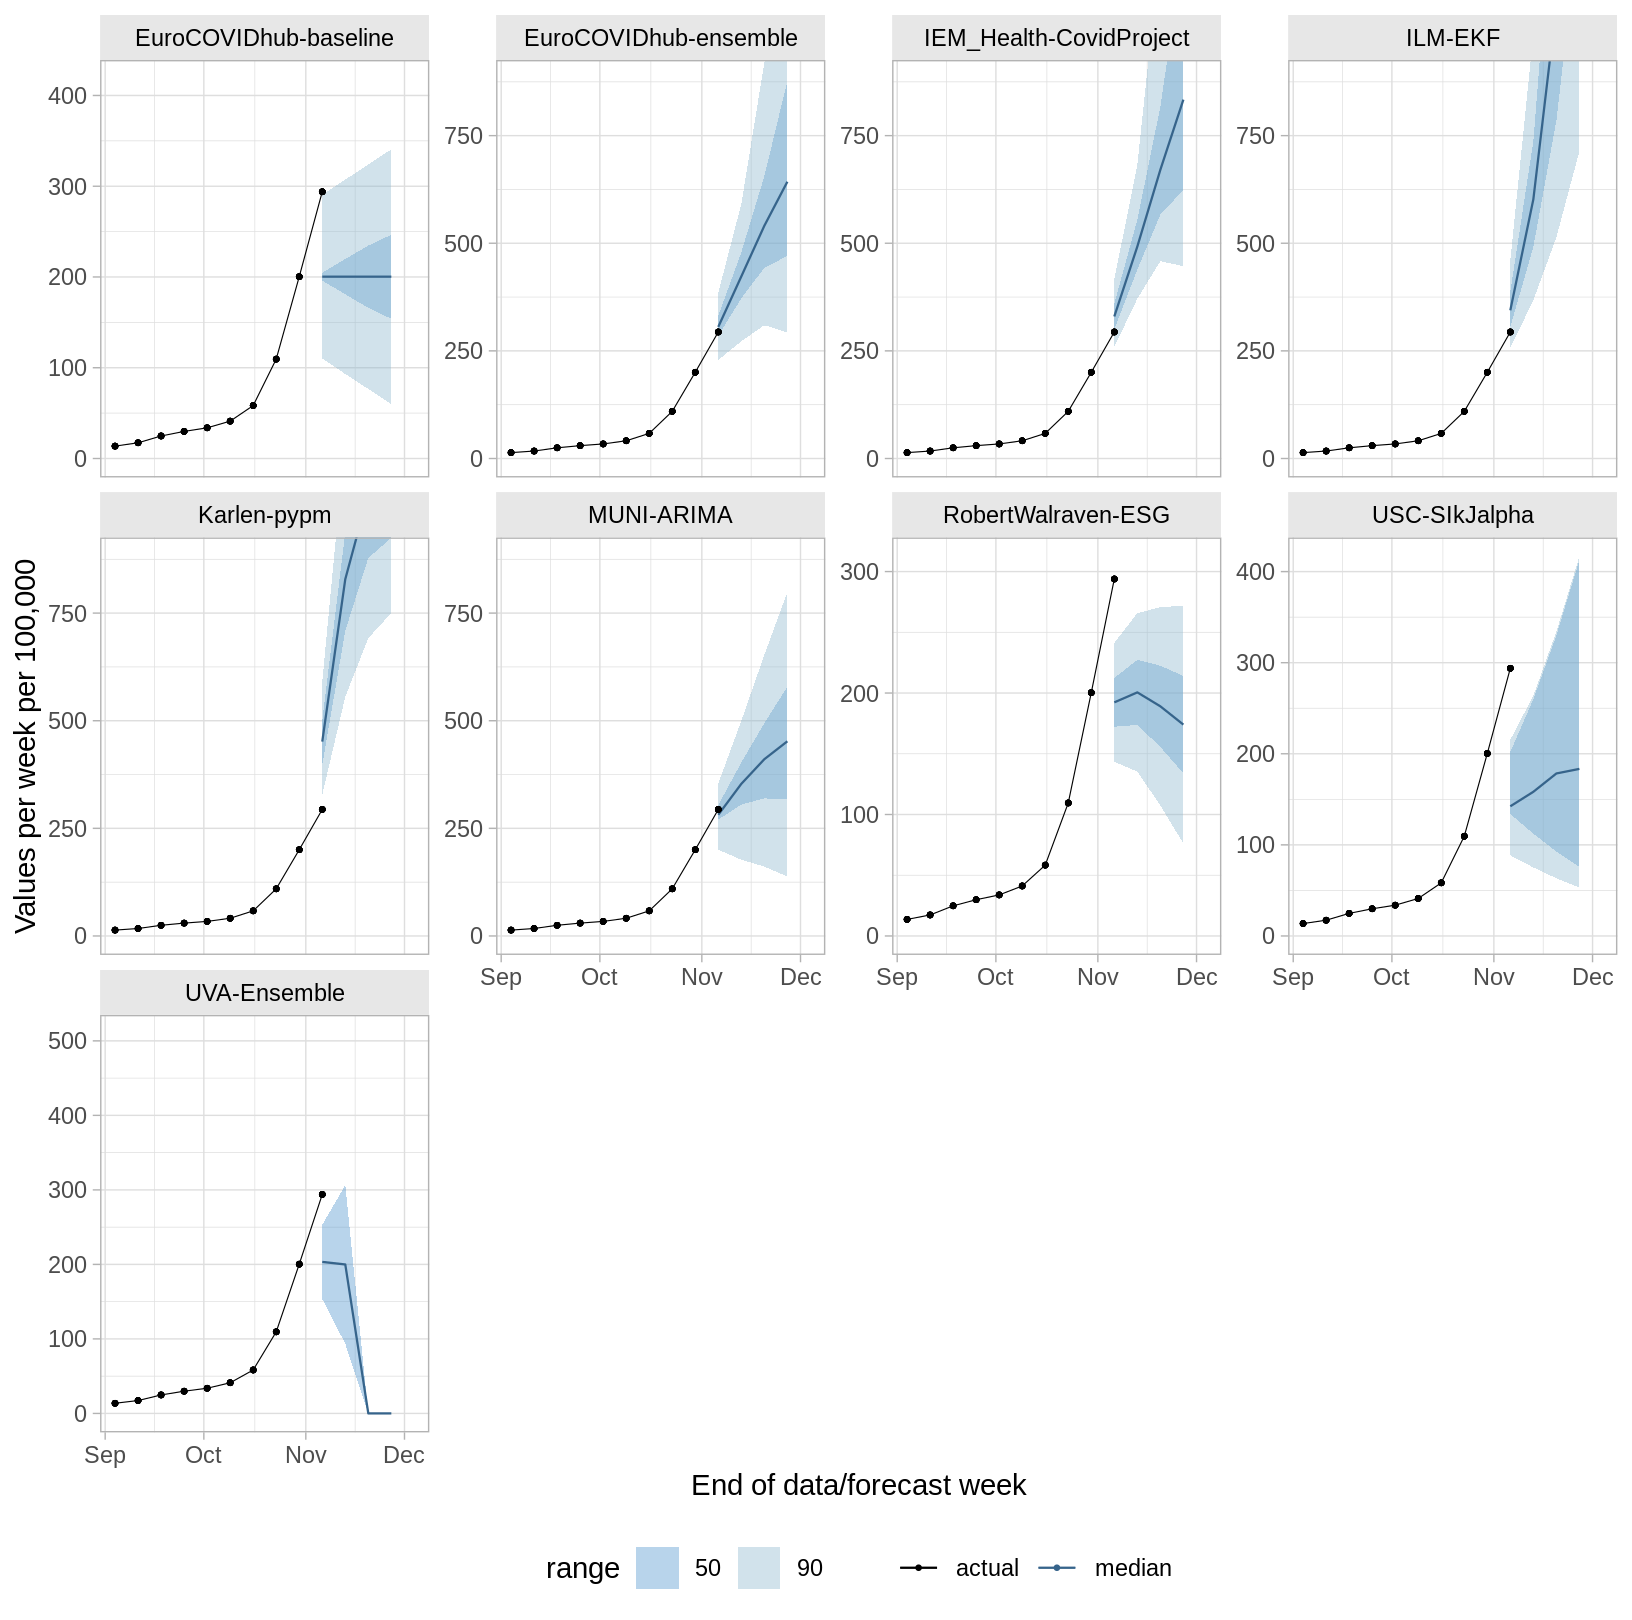 EuroCOVIDhub-baseline
EuroCOVIDhub-ensemble
IEM_Health-CovidProject
ILM-EKF
400
300
200
100
0
750
500
250
0
750
500
250
0
750
500
250
0
Karlen-pypm
MUNI-ARIMA
RobertWalraven-ESG
USC-SIkJalpha
Values per week per 100,000
750
500
250
0
750
500
250
0
300
200
100
0
400
300
200
100
0
Sep Oct Nov Dec
Sep Oct Nov Dec
Sep Oct Nov Dec
UVA-Ensemble
500
400
300
200
100
0
Sep Oct Nov Dec
End of data/forecast week
range 50 90 actual median